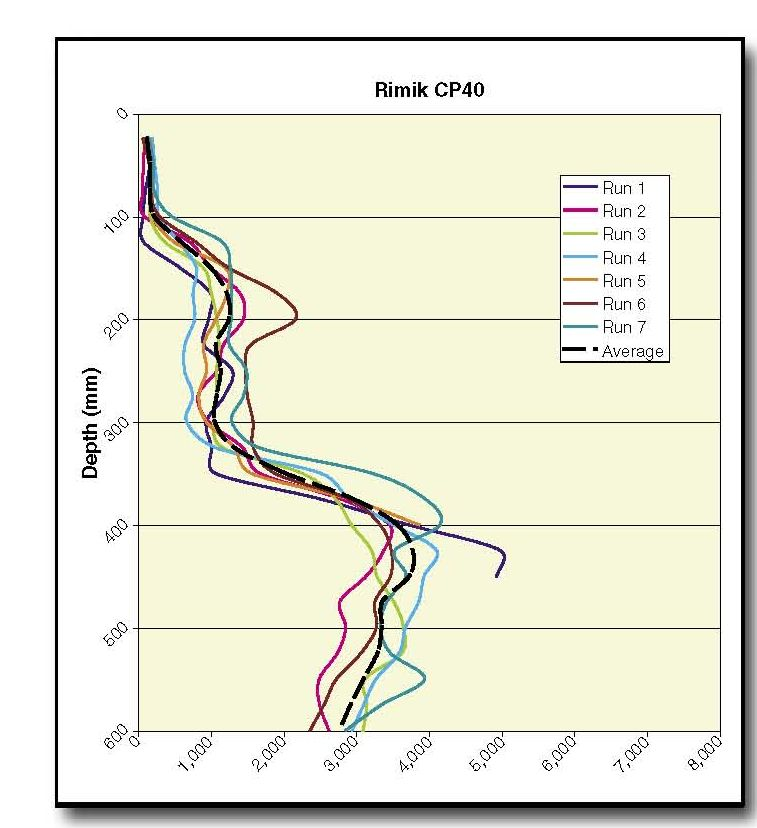 Rimik CP40
0
100
200
300
400
500
600
Depth (mm)
Run 1
Run 2
Run 3
Run 4
Run 5
Run 6
Run 7
Average
0
1,000
2,000
3,000
4,000
5,000
6,000
7,000
8,000